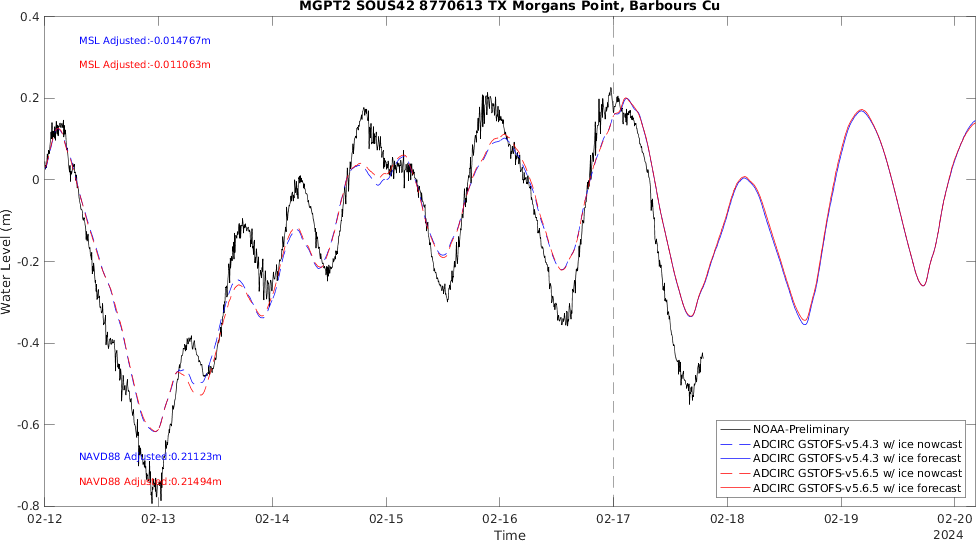 MGPT2 SOUS42 8770613 TX Morgans Point, Barbours Cu
MSL Adjusted:-0.014767m
MSL Adjusted:-0.011063m
NAVD88 Adjusted:0.21123m
NAVD88 Adjusted:0.21494m
Water Level (m)
0.4
0.2
0
-0.2
-0.4
-0.6
-0.8
NOAA-Preliminary
ADCIRC GSTOFS-v5.4.3 w/ ice nowcast
ADCIRC GSTOFS-v5.4.3 w/ ice forecast
ADCIRC GSTOFS-v5.6.5 w/ ice nowcast
ADCIRC GSTOFS-v5.6.5 w/ ice forecast
02-12 02-13 02-14 02-15 02-16 02-17 02-18 02-19 02-20
Time
2024